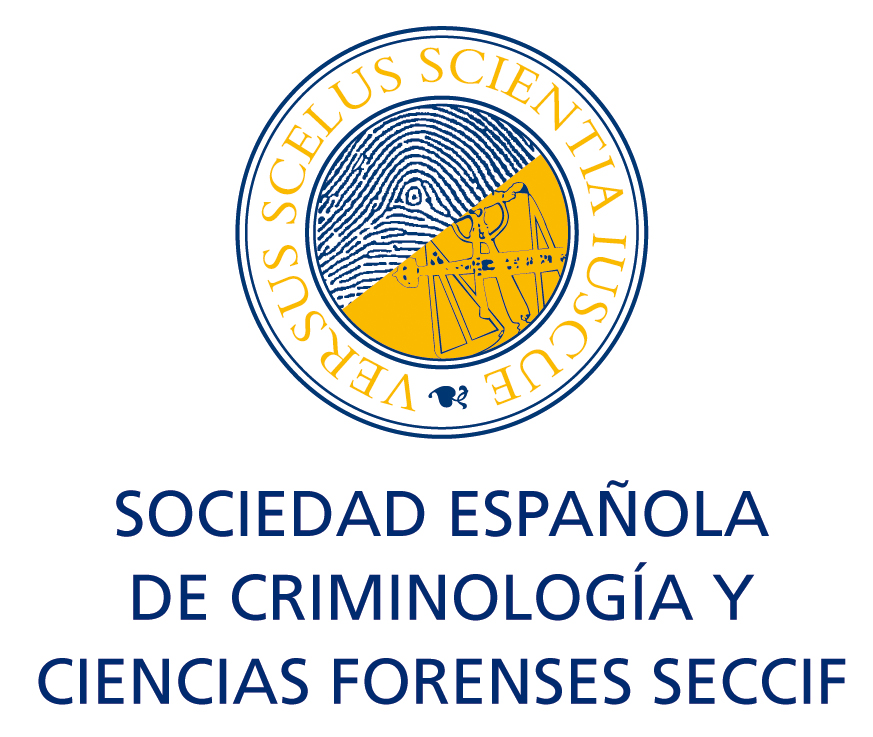 VERSUS SCELUS SCIENTIA IUSCUE
SOCIEDAD ESPAÑOLA
DE CRIMINOLOGÍA Y
CIENCIAS FORENSES SECCIF